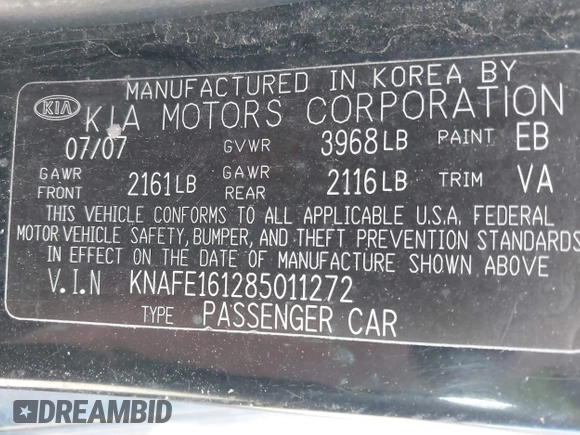 MANUFACTURED IN KOREA BY
KIA KIA MOTORS CORPORATION
07/07 GVWR 3968LB PAINT EB
GAWR FRONT 2161LB GAWR REAR 2116LB TRIM VA
THIS VEHICLE CONFORMS TO ALL APPLICABLE U.S.A. FEDERAL
MOTOR VEHICLE SAFETY, BUMPER, AND THEFT PREVENTION STANDARDS
IN EFFECT ON THE DATE OF MANUFACTURE SHOWN ABOVE
V.I.N KNAFE161285011272
TYPE PASSENGER CAR
DREAMBID